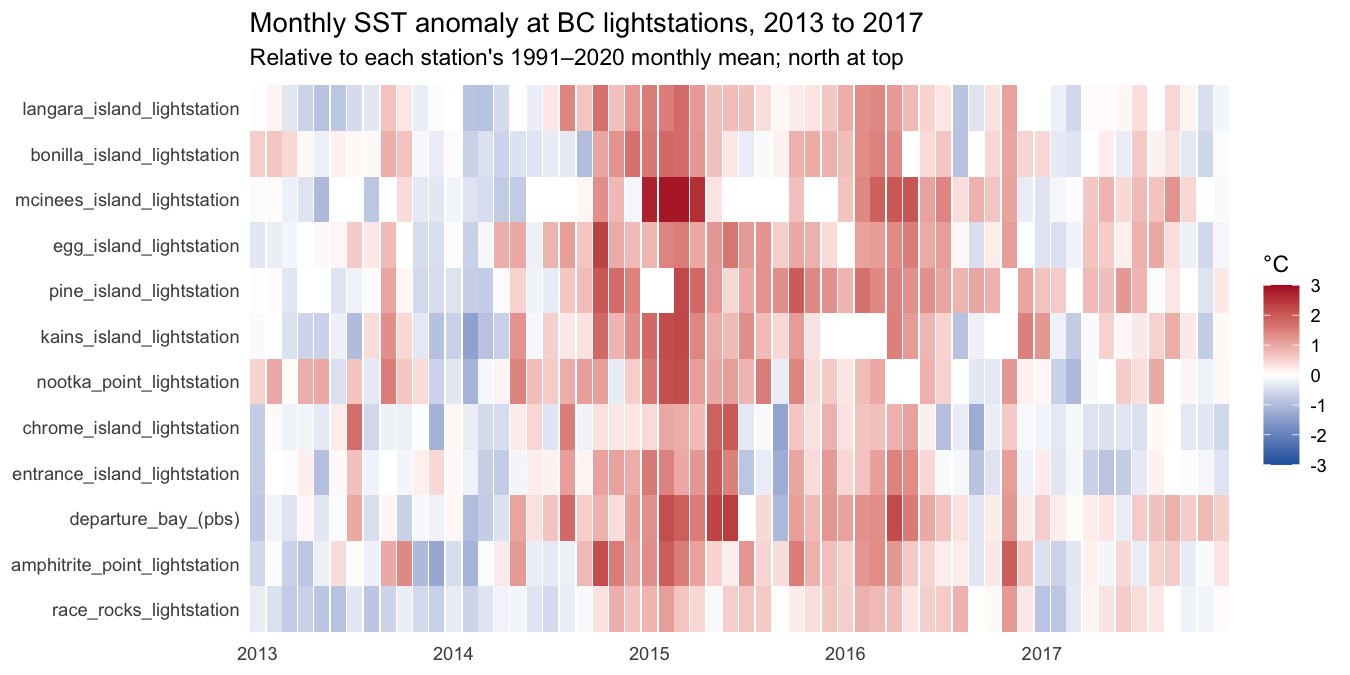 Monthly SST anomaly at BC lightstations, 2013 to 2017
Relative to each station's 1991–2020 monthly mean; north at top
langara_island_lightstation
bonilla_island_lightstation
mcinees_island_lightstation
egg_island_lightstation
pine_island_lightstation
kains_island_lightstation
nootka_point_lightstation
chrome_island_lightstation
entrance_island_lightstation
departure_bay_(pbs)
amphitrite_point_lightstation
race_rocks_lightstation
2013 2014 2015 2016 2017
°C
3
2
1
0
-1
-2
-3